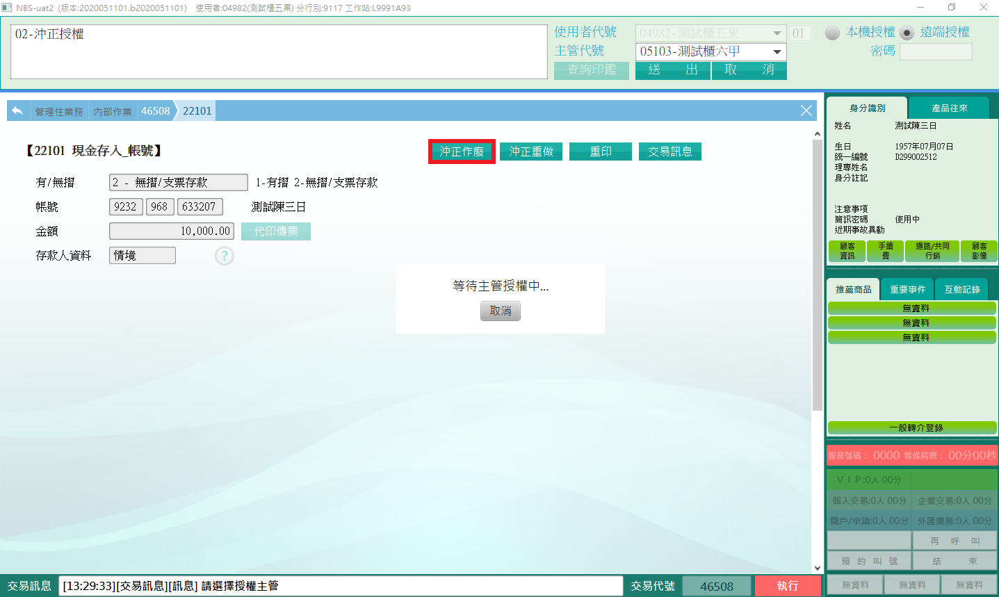 NBS-uat2 (版本:2020051101.b2020051101) 使用者:04982(測試櫃五果) 分行別:9117 工作站:L9991A93
02-沖正授權
使用者代號 04982-測試櫃五果 01 本機授權 遠端授權
主管代號 05103-測試櫃六甲 密碼
查詢印鑑 送 出 取 消
管理性業務 內部作業 46508 22101
【22101 現金存入_帳號】 沖正作廢 沖正重做 重印 交易訊息
有/無摺 2 - 無摺/支票存款 1-有摺 2-無摺/支票存款
帳號 9232 968 633207 測試陳三日
金額 10,000.00 代印傳票
存款人資料 情境 ?
等待主管授權中...
取消
身分識別 產品往來
姓名 測試陳三日
生日 1957年07月07日
統一編號 D299002512
理專姓名
身分註記
注意事項
簡訊密碼 使用中
近期事故異動
顧客資訊 手續費 通路/共同行銷 顧客影像
推薦商品 重要事件 互動記錄
無資料
無資料
無資料
一般轉介登錄
服務號碼： 0000 等候時間： 00分00秒
ＶＩＰ:0人 00分
個人交易:0人 00分 企業交易:0人 00分
開戶/申請:0人 00分 外匯業務:0人 00分
再 呼 叫
預 約 叫 號 結 束
無資料 無資料 無資料
交易訊息 [13:29:33][交易訊息][訊息] 請選擇授權主管 交易代號 46508 執行